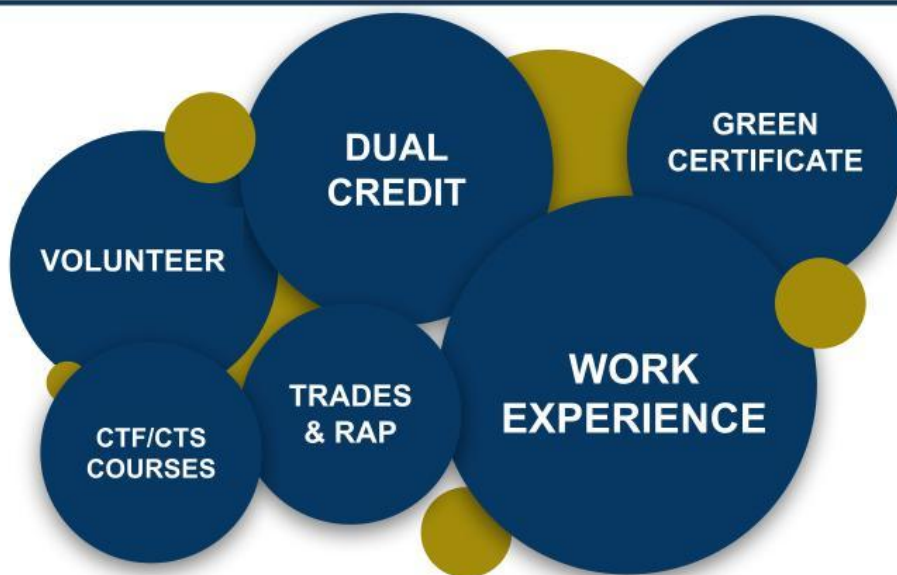 DUAL
CREDIT
GREEN
CERTIFICATE
VOLUNTEER
WORK
EXPERIENCE
TRADES
& RAP
CTF/CTS
COURSES